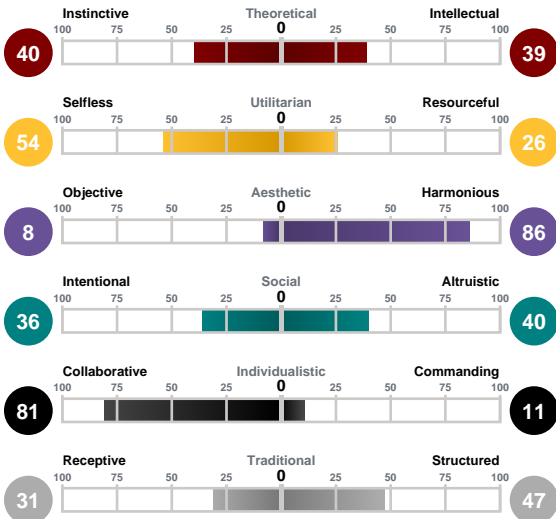 Instinctive Theoretical Intellectual
100 75 50 25 0 25 50 75 100
40 39
Selfless Utilitarian Resourceful
100 75 50 25 0 25 50 75 100
54 26
Objective Aesthetic Harmonious
100 75 50 25 0 25 50 75 100
8 86
Intentional Social Altruistic
100 75 50 25 0 25 50 75 100
36 40
Collaborative Individualistic Commanding
100 75 50 25 0 25 50 75 100
81 11
Receptive Traditional Structured
100 75 50 25 0 25 50 75 100
31 47